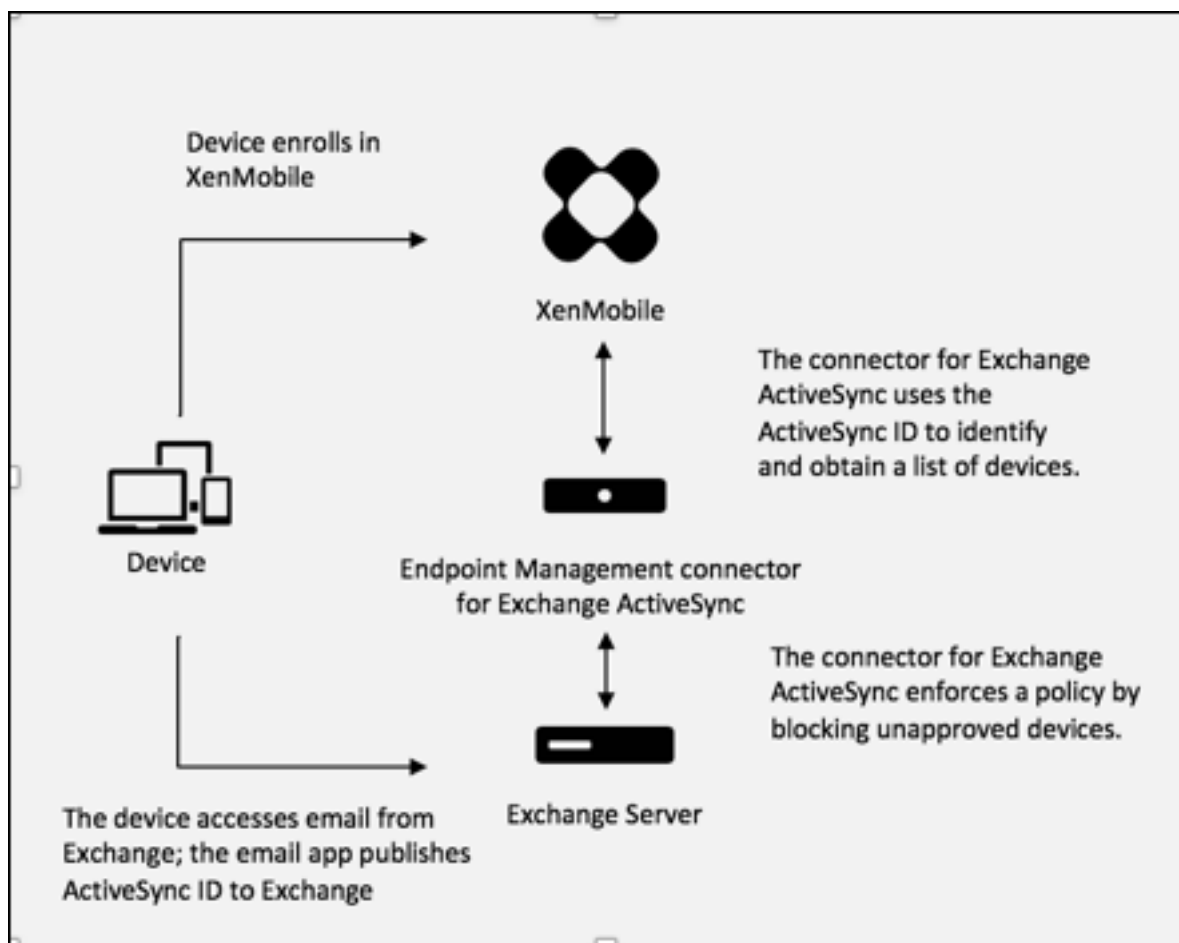 Device enrolls in
XenMobile
XenMobile
The connector for Exchange
ActiveSync uses the
ActiveSync ID to identify
and obtain a list of devices.
Device
Endpoint Management connector
for Exchange ActiveSync
The connector for Exchange
ActiveSync enforces a policy by
blocking unapproved devices.
Exchange Server
The device accesses email from
Exchange; the email app publishes
ActiveSync ID to Exchange